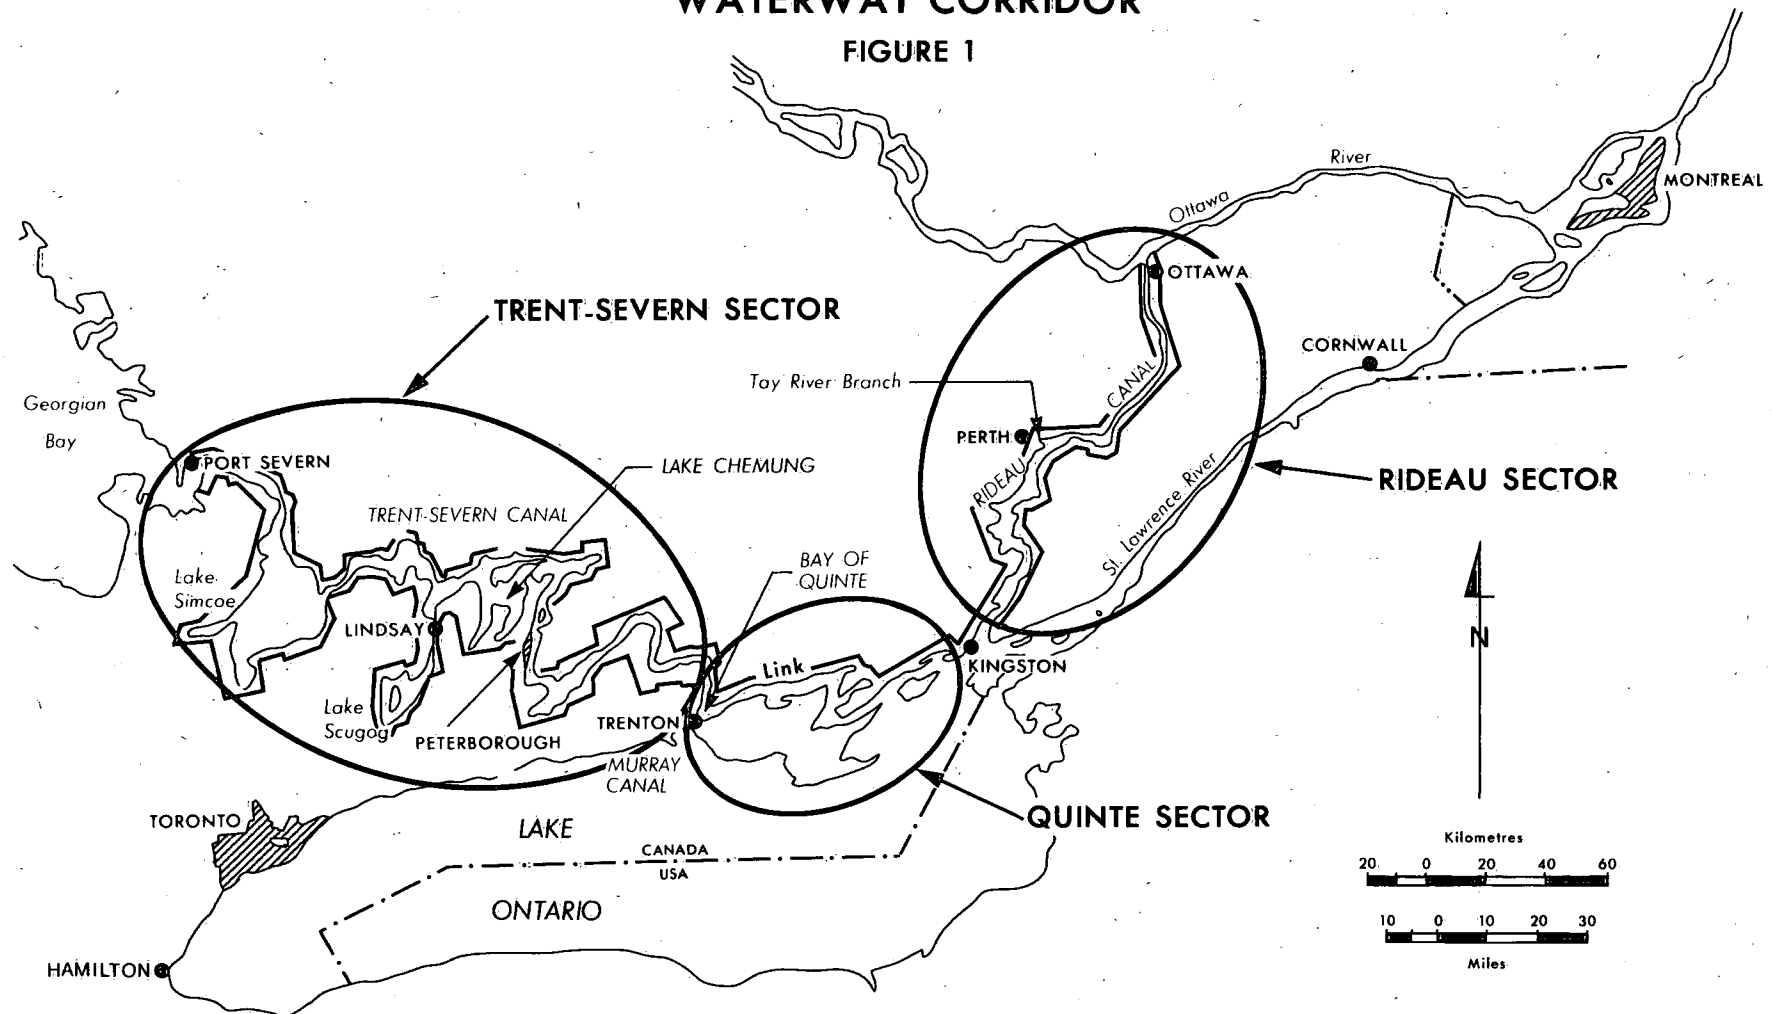 WATERWAY CORRIDOR
FIGURE 1
River
Ottawa
MONTREAL
OTTAWA
TRENT-SEVERN SECTOR
CORNWALL
Tay River Branch
CANAL
Georgian
Bay
PERTH
PORT SEVERN
LAKE CHEMUNG
RIDEAU
St. Lawrence River
RIDEAU SECTOR
TRENT-SEVERN CANAL
BAY OF
QUINTE
Lake
Simcoe
LINDSAY
N
Link
KINGSTON
Lake
Scugog
PETERBOROUGH
TRENTON
MURRAY
CANAL
TORONTO
LAKE
QUINTE SECTOR
CANADA
USA
Kilometres
20 0 20 40 60
ONTARIO
10 0 10 20 30
Miles
HAMILTON